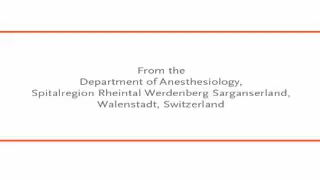 From the
Department of Anesthesiology,
Spitalregion Rheintal Werdenberg Sarganserland,
Walenstadt, Switzerland